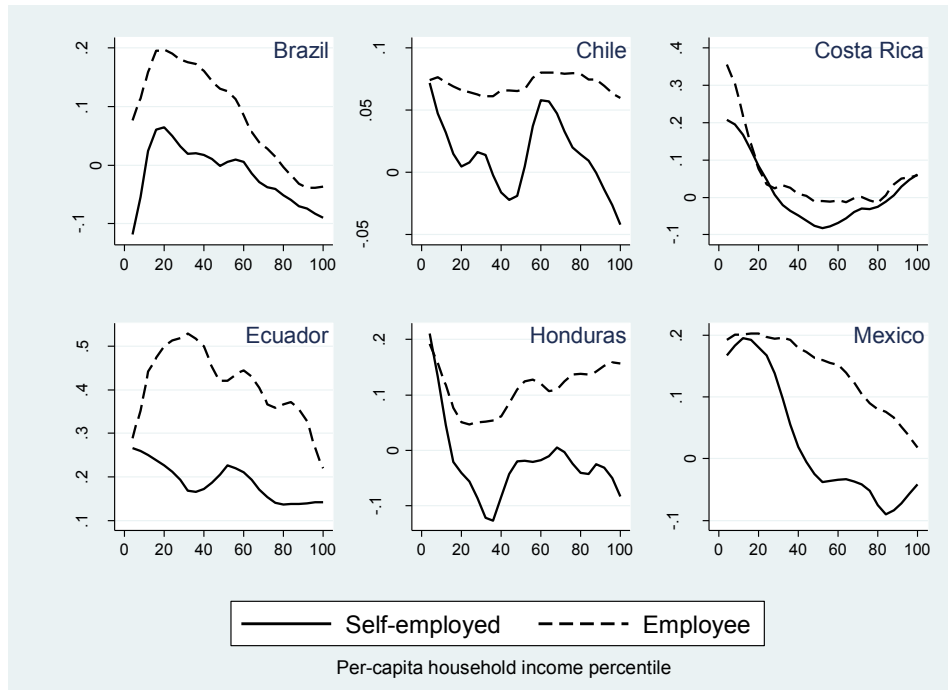 Brazil
.2
.1
0
-.1
0 20 40 60 80 100
Chile
.1
.05
0
-.05
0 20 40 60 80 100
Costa Rica
.4
.3
.2
.1
0
-.1
0 20 40 60 80 100
Ecuador
.5
.4
.3
.2
.1
0 20 40 60 80 100
Honduras
.2
.1
0
-.1
0 20 40 60 80 100
Mexico
.2
.1
0
-.1
0 20 40 60 80 100
Self-employed Employee
Per-capita household income percentile